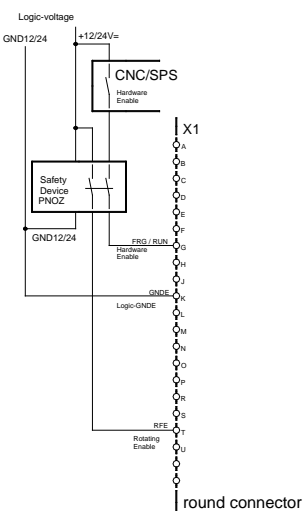 Logic-voltage
GND12/24
+12/24V=
CNC/SPS
Hardware
Enable
X1
A
B
C
D
E
F
Safety
Device
PNOZ
GND12/24
FRG / RUN
G
Hardware
Enable
H
J
GNDE
K
Logic-GNDE
L
M
N
O
P
R
S
RFE
T
Rotating
Enable
U
round connector